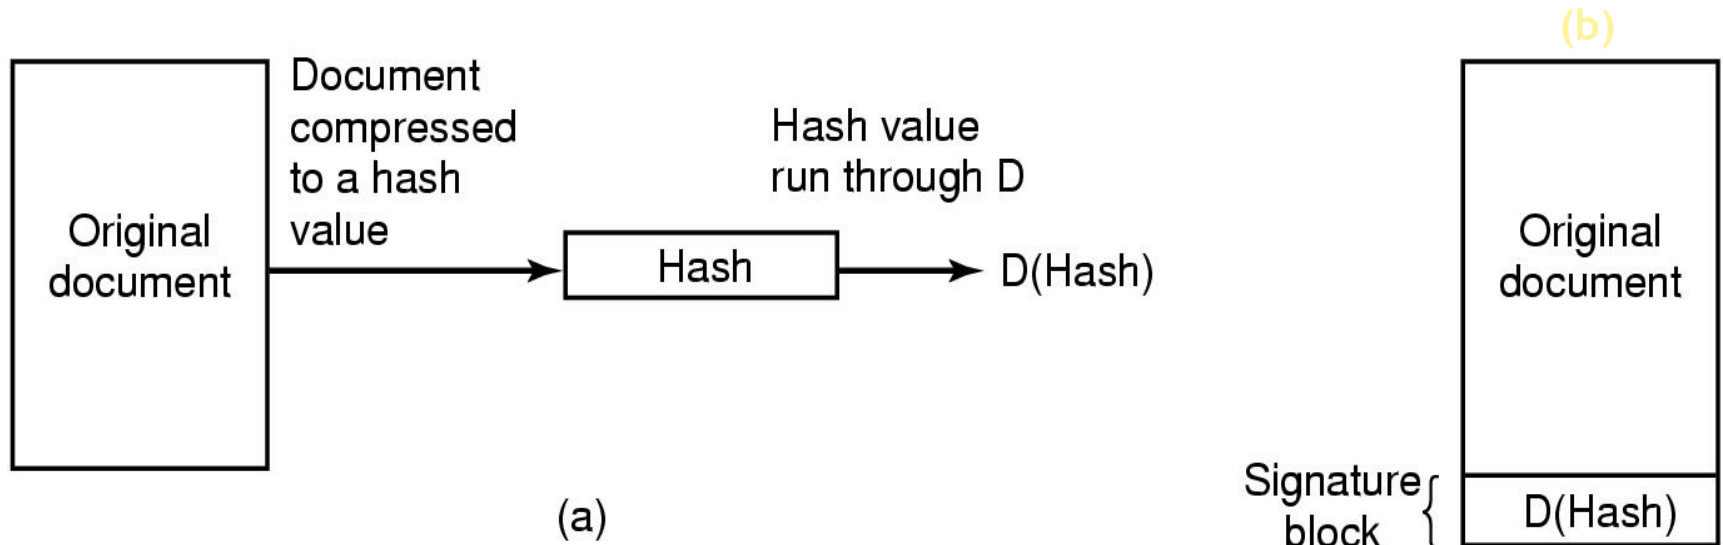 Original
document
Document
compressed
to a hash
value
Hash
Hash value
run through D
D(Hash)
(a)
(b)
Original
document
Signature
block
D(Hash)